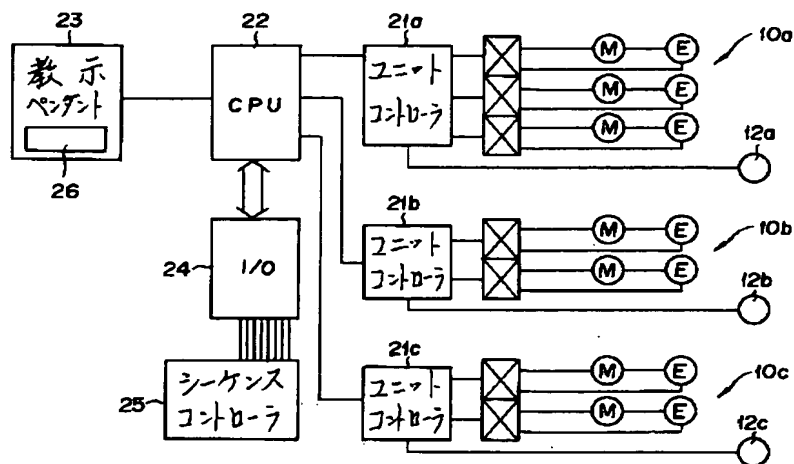 23
教示
ペンダント
26
22
CPU
24
I/O
25
シーケンス
コントローラ
21a
ユニット
コントローラ
M
E
M
E
M
E
10a
12a
21b
ユニット
コントローラ
M
E
M
E
10b
12b
21c
ユニット
コントローラ
M
E
M
E
10c
12c